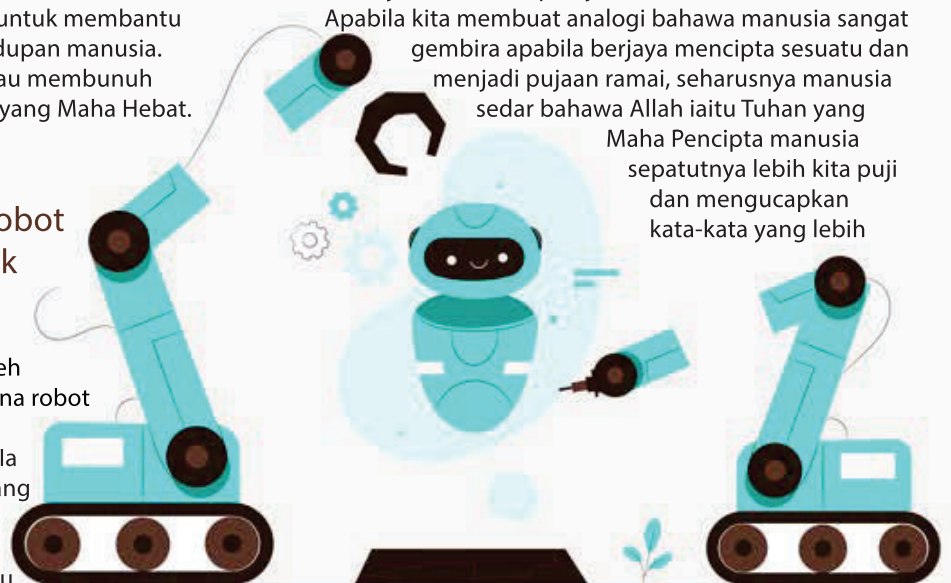 untuk membantu
dupan manusia.
au membunuh
yang Maha Hebat.
obot
k
eh
na robot
la
ang
u
Apabila kita membuat analogi bahawa manusia sangat
gembira apabila berjaya mencipta sesuatu dan
menjadi pujaan ramai, seharusnya manusia
sedar bahawa Allah iaitu Tuhan yang
Maha Pencipta manusia
sepatutnya lebih kita puji
dan mengucapkan
kata-kata yang lebih